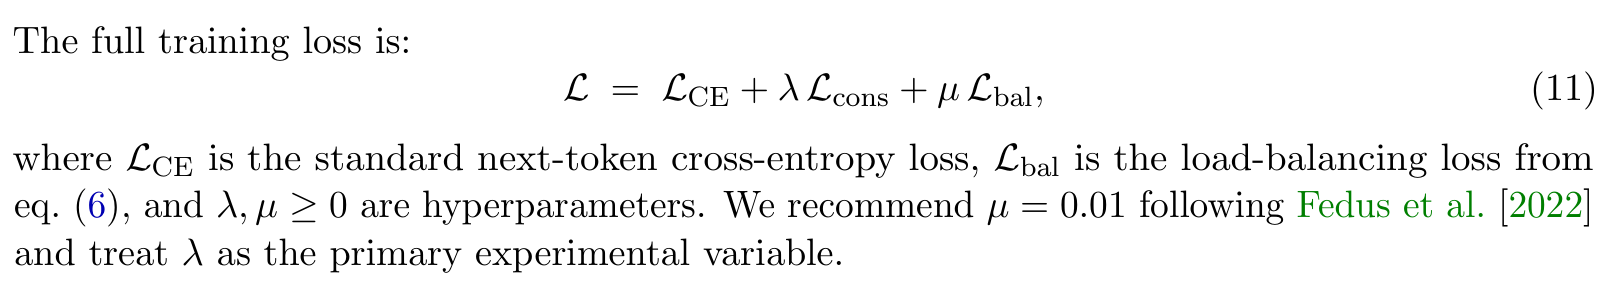 The full training loss is:
ℒ = ℒ_CE + λ ℒ_cons + μ ℒ_bal, (11)
where ℒ_CE is the standard next-token cross-entropy loss, ℒ_bal is the load-balancing loss from
eq. (6), and λ, μ ≥ 0 are hyperparameters. We recommend μ = 0.01 following Fedus et al. [2022]
and treat λ as the primary experimental variable.